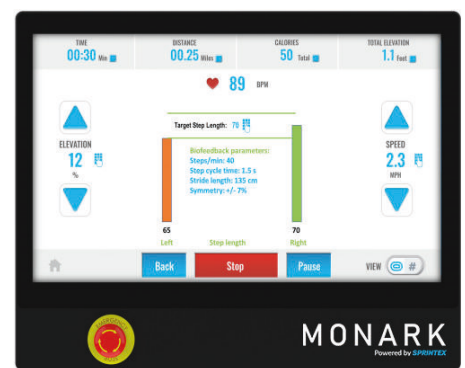 TIME
DISTANCE
CALORIES
TOTAL ELEVATION
00:30 Min
00.25 Miles
50 Total
1.1 Feet
89 BPM
Target Step Length: 76
ELEVATION
12
%
Biofeedback parameters:
Steps/min: 40
Step cycle time: 1.5 s
Stride length: 135 cm
Symmetry: +/- 7%
SPEED
2.3
MPH
65
70
Left
Step length
Right
Back
Stop
Pause
VIEW
#
EMERGENCY
MONARK
Powered by SPRINTEX